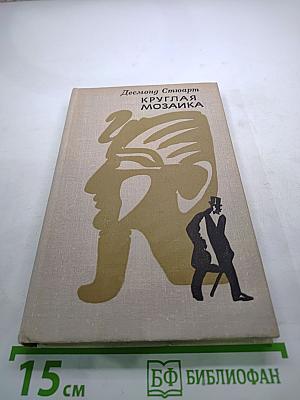 Десмонд Стюарт
КРУГЛАЯ
МОЗАИКА
15 см
БФ БИБЛИОФАН